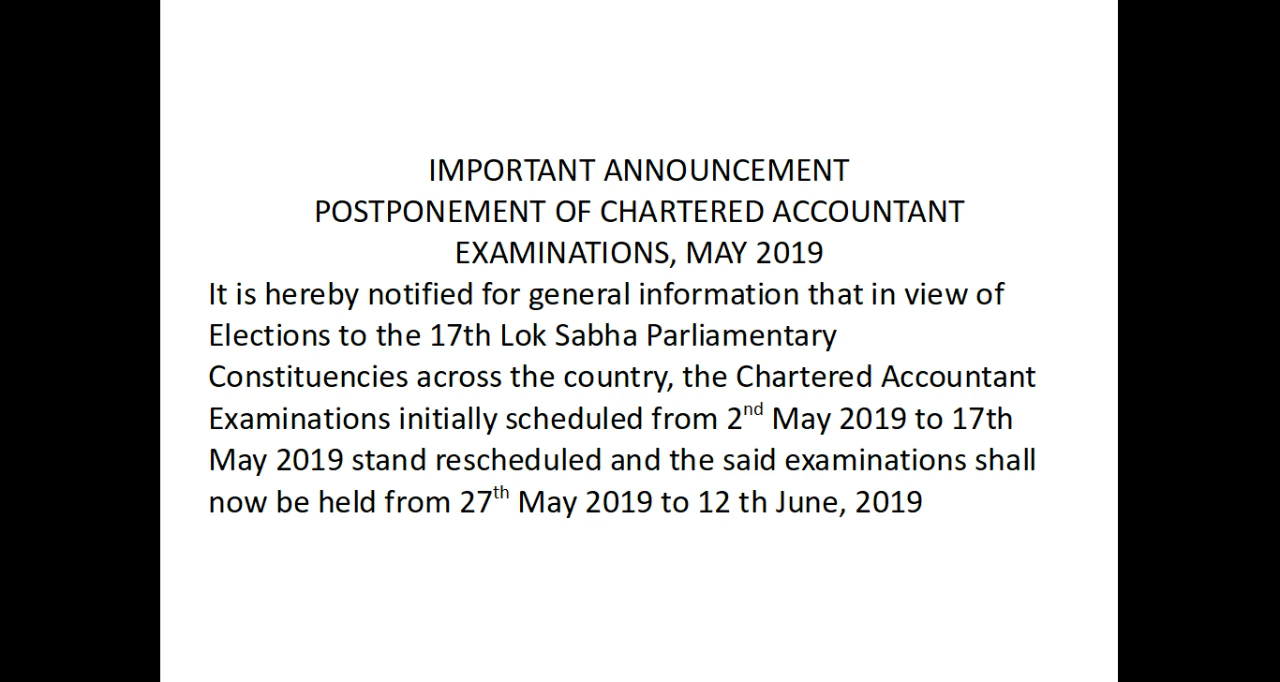 IMPORTANT ANNOUNCEMENT
POSTPONEMENT OF CHARTERED ACCOUNTANT
EXAMINATIONS, MAY 2019
It is hereby notified for general information that in view of
Elections to the 17th Lok Sabha Parliamentary
Constituencies across the country, the Chartered Accountant
Examinations initially scheduled from 2nd May 2019 to 17th
May 2019 stand rescheduled and the said examinations shall
now be held from 27th May 2019 to 12 th June, 2019